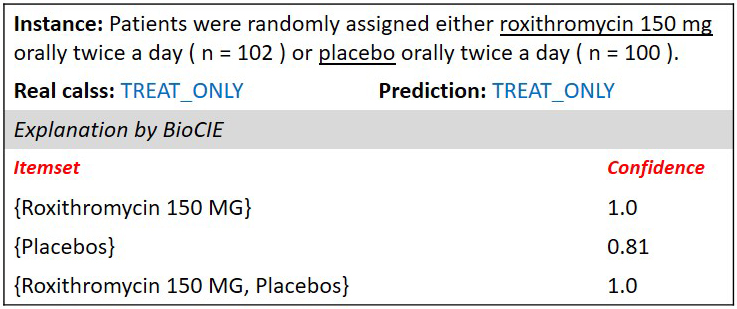 Instance: Patients were randomly assigned either roxithromycin 150 mg
orally twice a day ( n = 102 ) or placebo orally twice a day ( n = 100 ).
Real calss: TREAT_ONLY Prediction: TREAT_ONLY
Explanation by BioCIE
Itemset Confidence
{Roxithromycin 150 MG} 1.0
{Placebos} 0.81
{Roxithromycin 150 MG, Placebos} 1.0